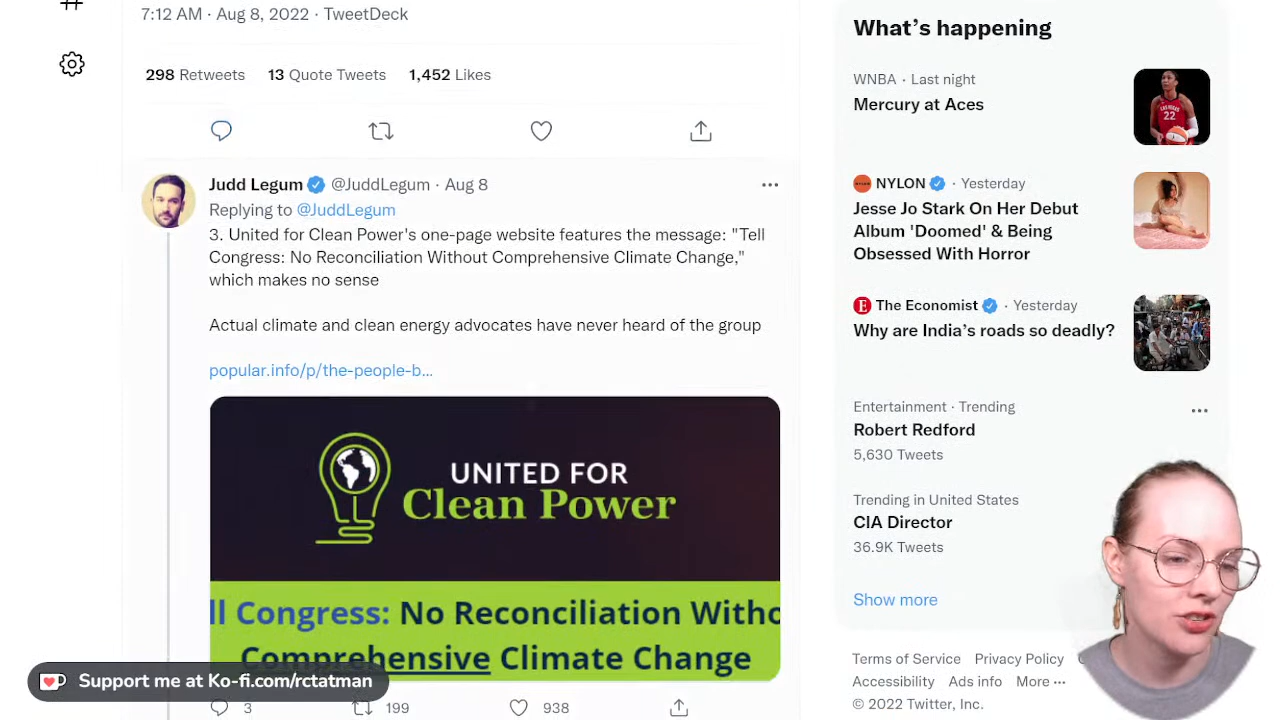 7:12 AM · Aug 8, 2022 · TweetDeck
298 Retweets 13 Quote Tweets 1,452 Likes
Judd Legum @JuddLegum · Aug 8
Replying to @JuddLegum
3. United for Clean Power's one-page website features the message: "Tell
Congress: No Reconciliation Without Comprehensive Climate Change,"
which makes no sense
Actual climate and clean energy advocates have never heard of the group
popular.info/p/the-people-b…
UNITED FOR
Clean Power
ll Congress: No Reconciliation Witho
Comprehensive Climate Change
3 199 938
Support me at Ko-fi.com/rctatman
What's happening
WNBA · Last night
Mercury at Aces
NYLON · Yesterday
Jesse Jo Stark On Her Debut
Album 'Doomed' & Being
Obsessed With Horror
The Economist · Yesterday
Why are India's roads so deadly?
Entertainment · Trending
Robert Redford
5,630 Tweets
Trending in United States
CIA Director
36.9K Tweets
Show more
Terms of Service Privacy Policy
Accessibility Ads info More ···
© 2022 Twitter, Inc.